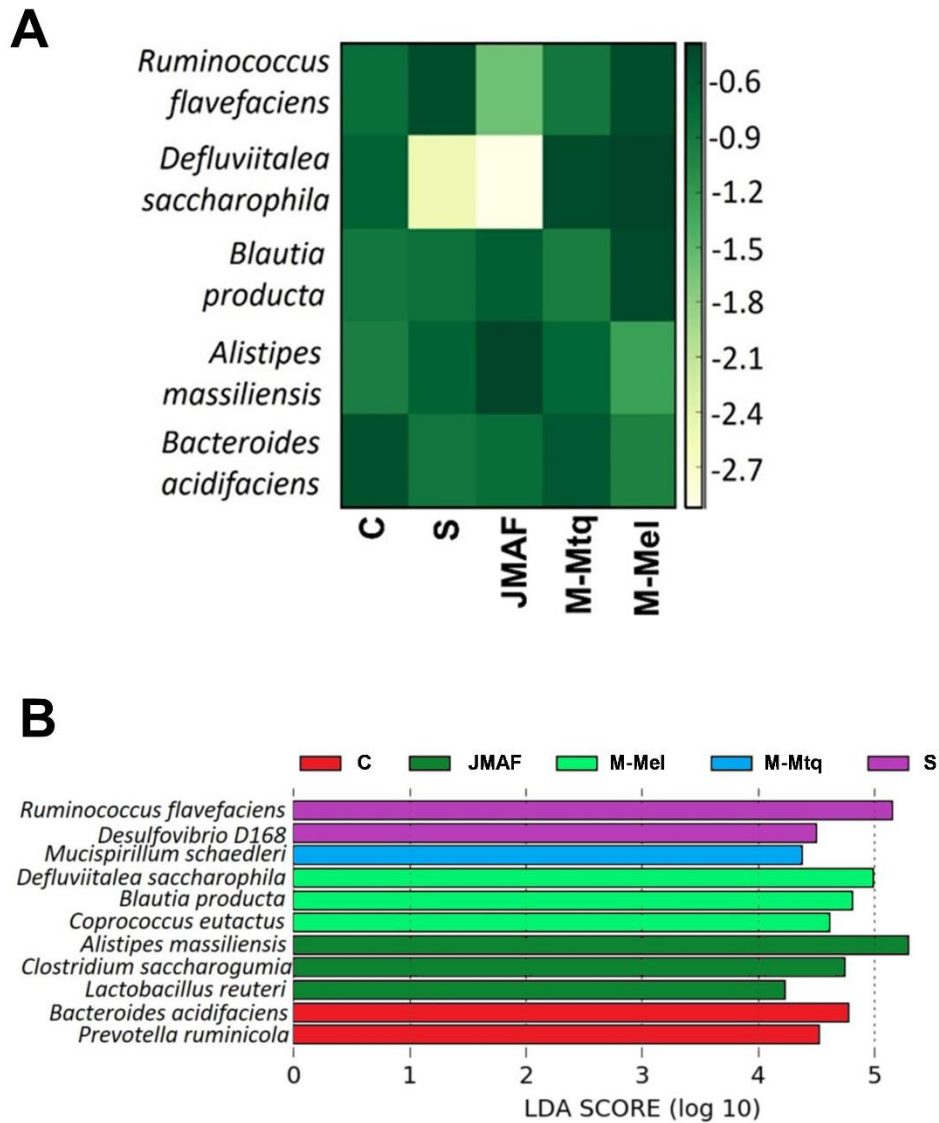 A
Ruminococcus
flavefaciens
Defluviitalea
saccharophila
Blautia
producta
Alistipes
massiliensis
Bacteroides
acidifaciens
-0.6
-0.9
-1.2
-1.5
-1.8
-2.1
-2.4
-2.7
C S JMAF M-Mtq M-Mel
B
C JMAF M-Mel M-Mtq S
Ruminococcus flavefaciens
Desulfovibrio D168
Mucispirillum schaedleri
Defluviitalea saccharophila
Blautia producta
Coprococcus eutactus
Alistipes massiliensis
Clostridium saccharogumia
Lactobacillus reuteri
Bacteroides acidifaciens
Prevotella ruminicola
0 1 2 3 4 5
LDA SCORE (log 10)